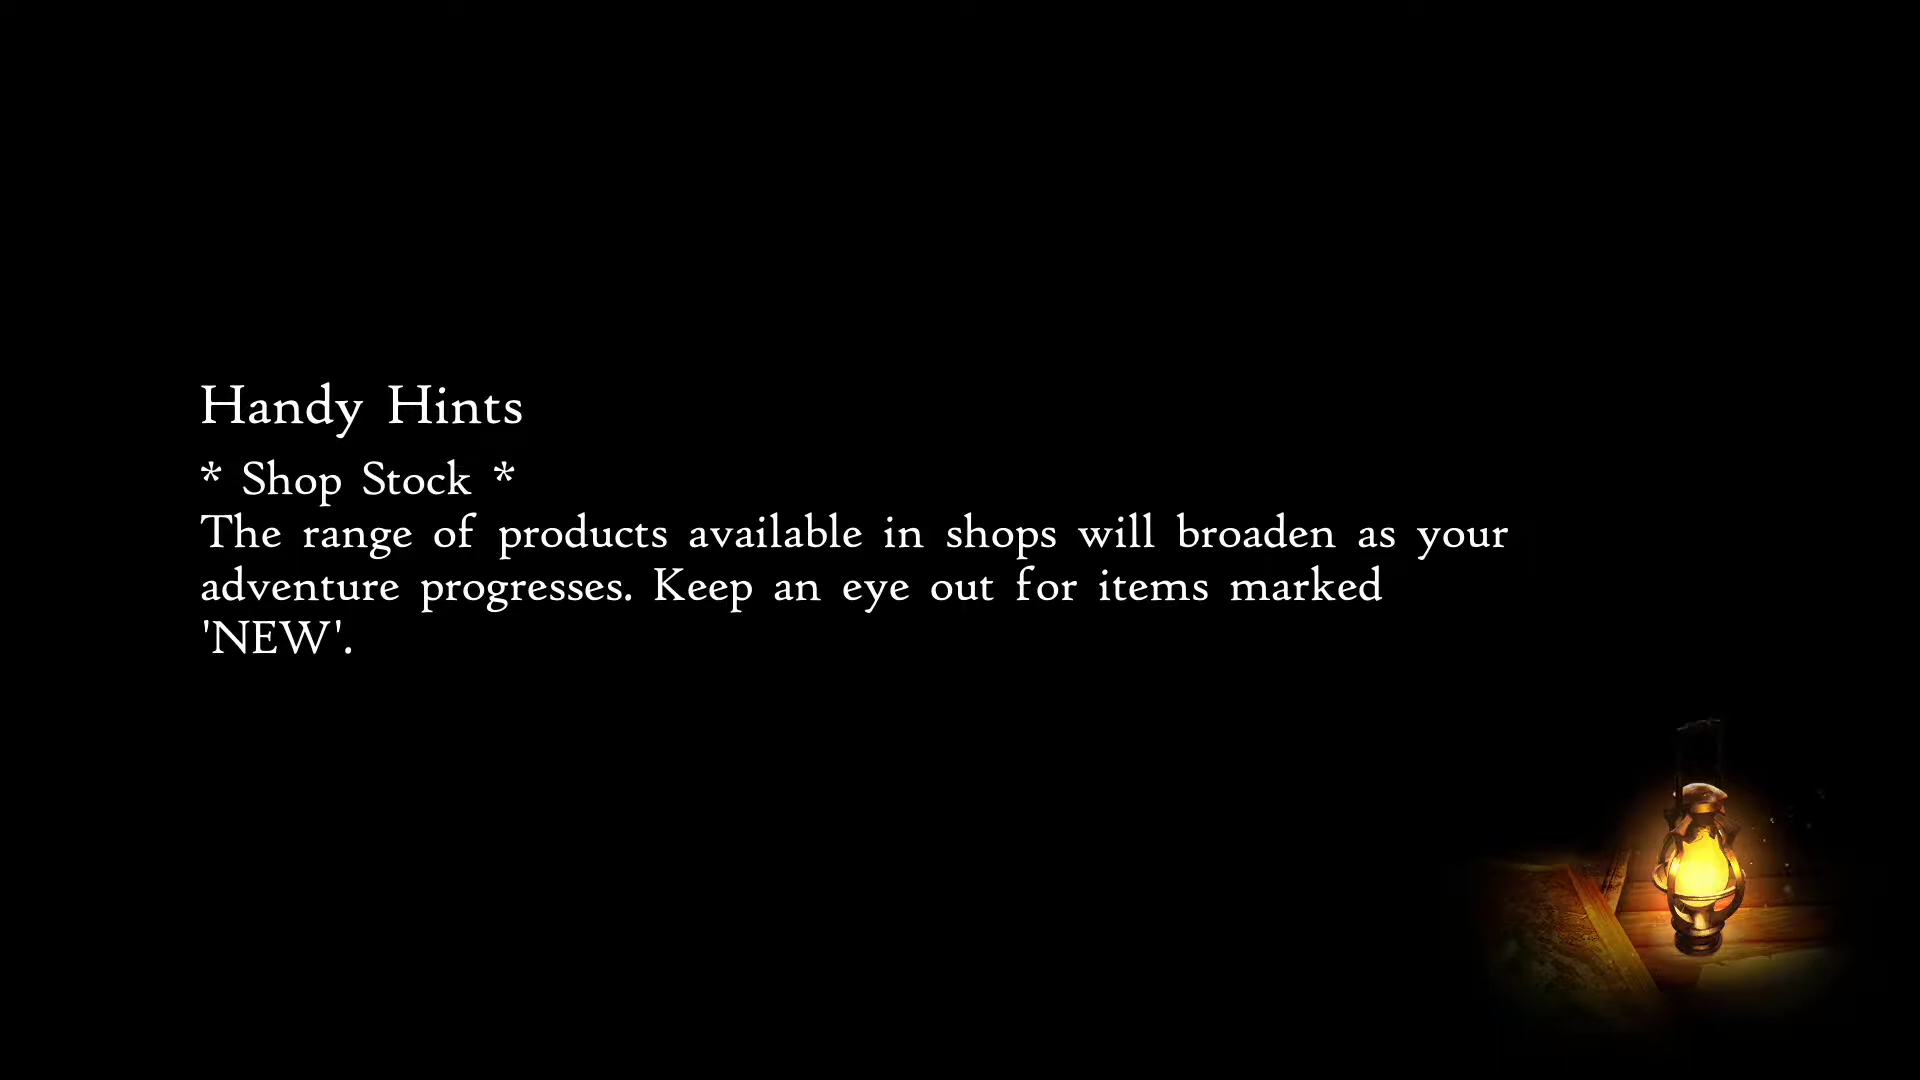 Handy Hints
* Shop Stock *
The range of products available in shops will broaden as your
adventure progresses. Keep an eye out for items marked
'NEW'.